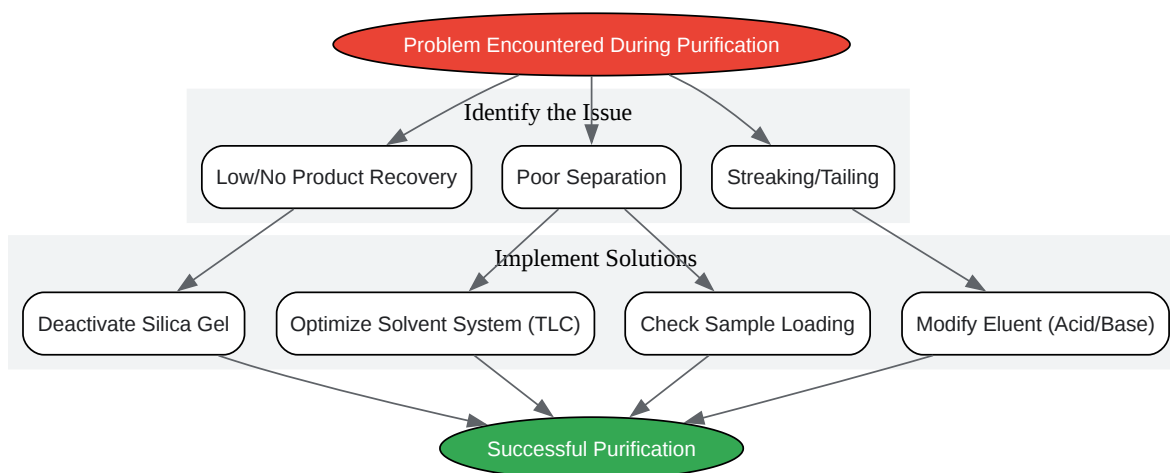 Problem Encountered During Purification
Identify the Issue
Low/No Product Recovery
Poor Separation
Streaking/Tailing
Implement Solutions
Deactivate Silica Gel
Optimize Solvent System (TLC)
Check Sample Loading
Modify Eluent (Acid/Base)
Successful Purification